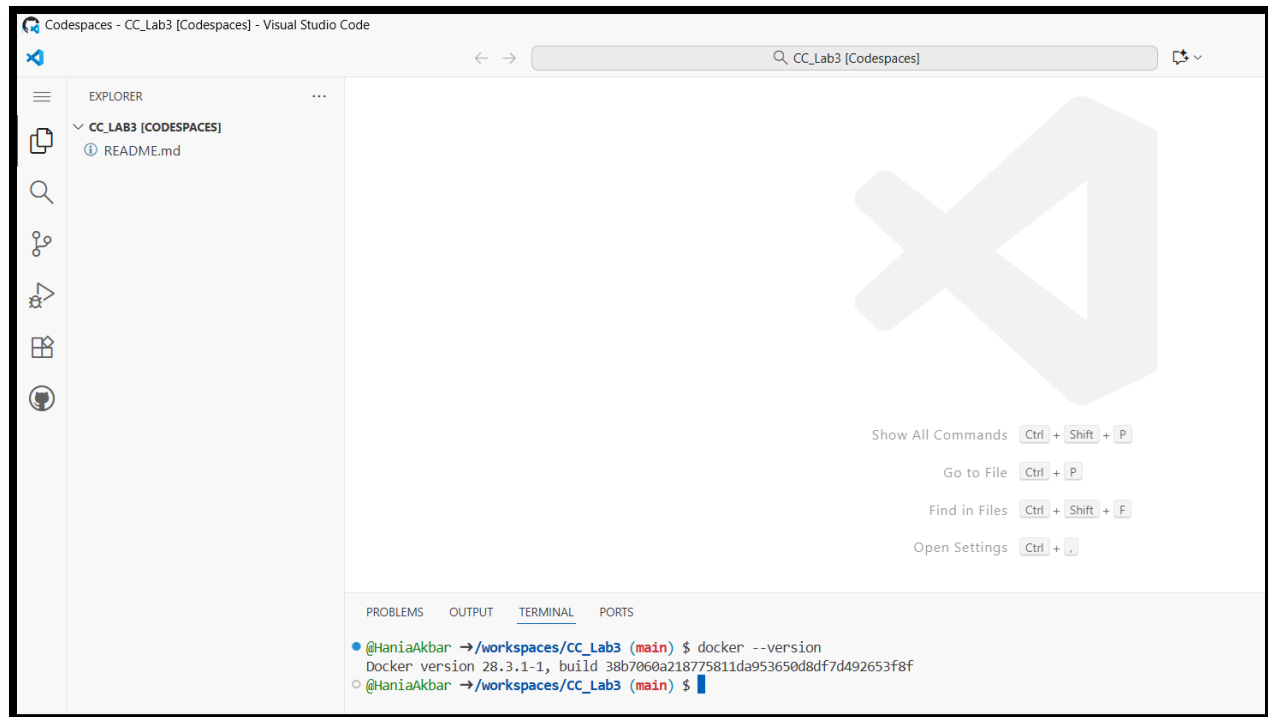 Codespaces - CC_Lab3 [Codespaces] - Visual Studio Code
CC_Lab3 [Codespaces]
EXPLORER
CC_LAB3 [CODESPACES]
README.md
Show All Commands Ctrl + Shift + P
Go to File Ctrl + P
Find in Files Ctrl + Shift + F
Open Settings Ctrl + ,
PROBLEMS OUTPUT TERMINAL PORTS
@HaniaAkbar →/workspaces/CC_Lab3 (main) $ docker --version
Docker version 28.3.1-1, build 38b7060a218775811da953650d8df7d492653f8f
@HaniaAkbar →/workspaces/CC_Lab3 (main) $